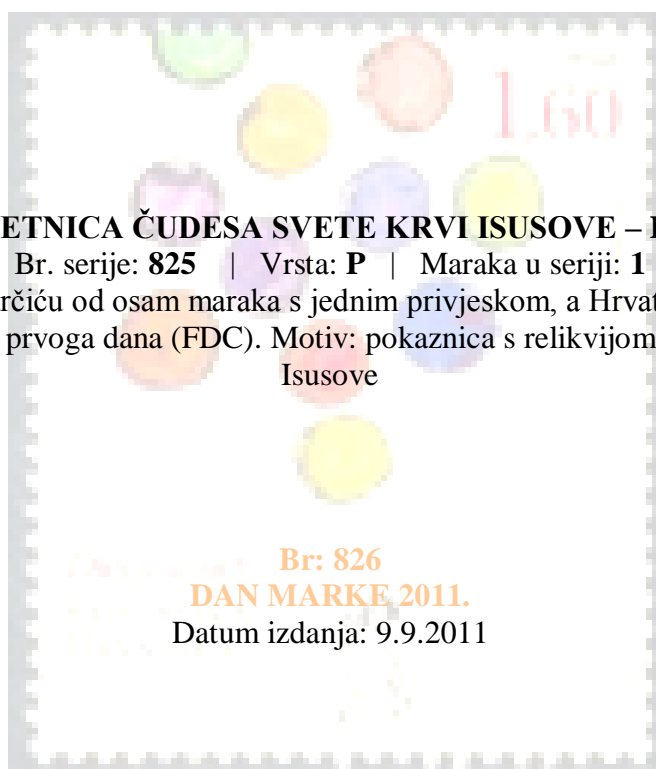 ETNICA ČUDESA SVETE KRVI ISUSOVE –
Br. serije: 825 | Vrsta: P | Maraka u seriji: 1
rčiću od osam maraka s jednim privjeskom, a Hrvat
prvoga dana (FDC). Motiv: pokaznica s relikvijom
Isusove
1,60
Br: 826
DAN MARKE 2011.
Datum izdanja: 9.9.2011